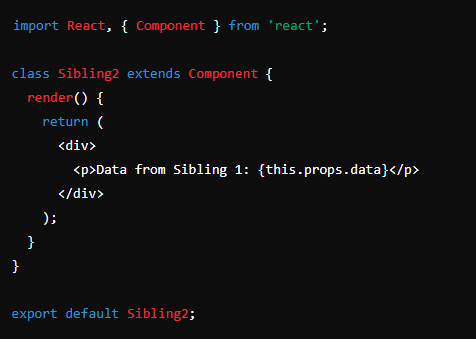 import React, { Component } from 'react';
class Sibling2 extends Component {
  render() {
    return (
      <div>
        <p>Data from Sibling 1: {this.props.data}</p>
      </div>
    );
  }
}
export default Sibling2;